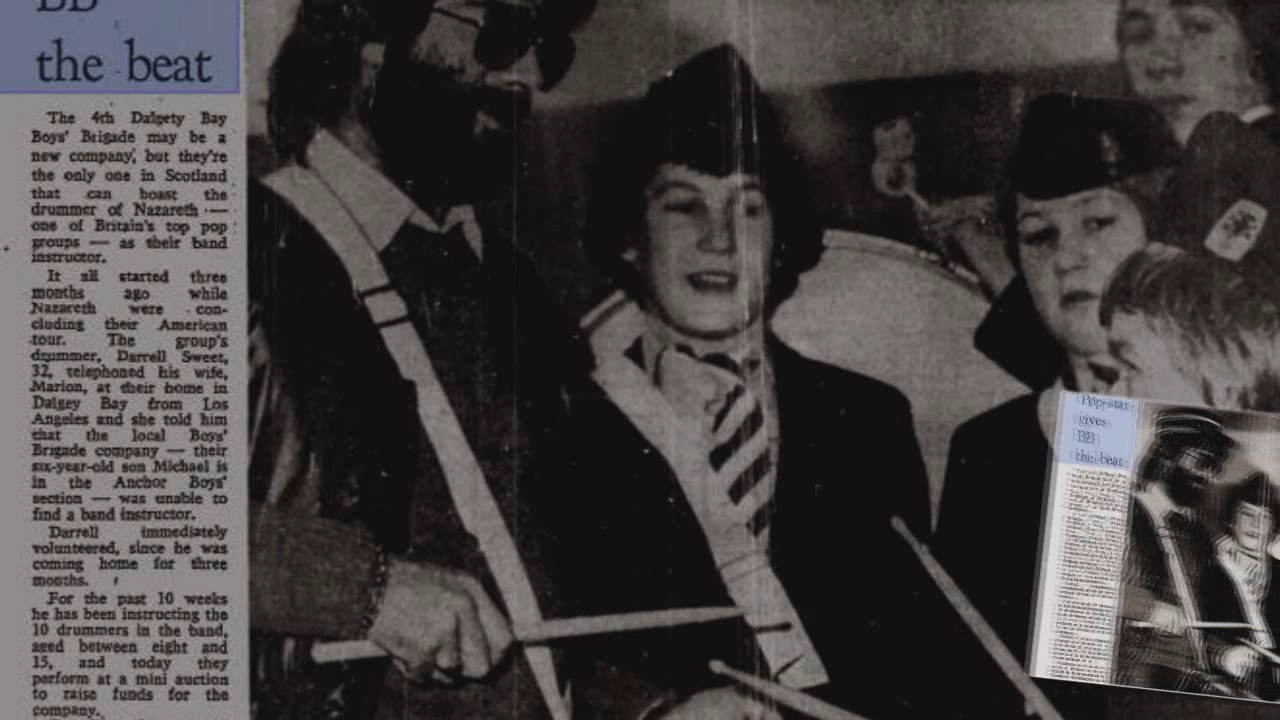 BB
the beat
The 4th Dalgety Bay
Boys' Brigade may be a
new company, but they're
the only one in Scotland
that can boast the
drummer of Nazareth —
one of Britain's top pop
groups — as their band
instructor.
It all started three
months ago while
Nazareth were con-
cluding their American
tour. The group's
drummer, Darrell Sweet,
32, telephoned his wife,
Marion, at their home in
Dalgey Bay from Los
Angeles and she told him
that the local Boys'
Brigade company — their
six-year-old son Michael is
in the Anchor Boys'
section — was unable to
find a band instructor.
Darrell immediately
volunteered, since he was
coming home for three
months.
For the past 10 weeks
he has been instructing the
10 drummers in the band,
aged between eight and
15, and today they
perform at a mini auction
to raise funds for the
company.
Pop star
gives
BB
the beat